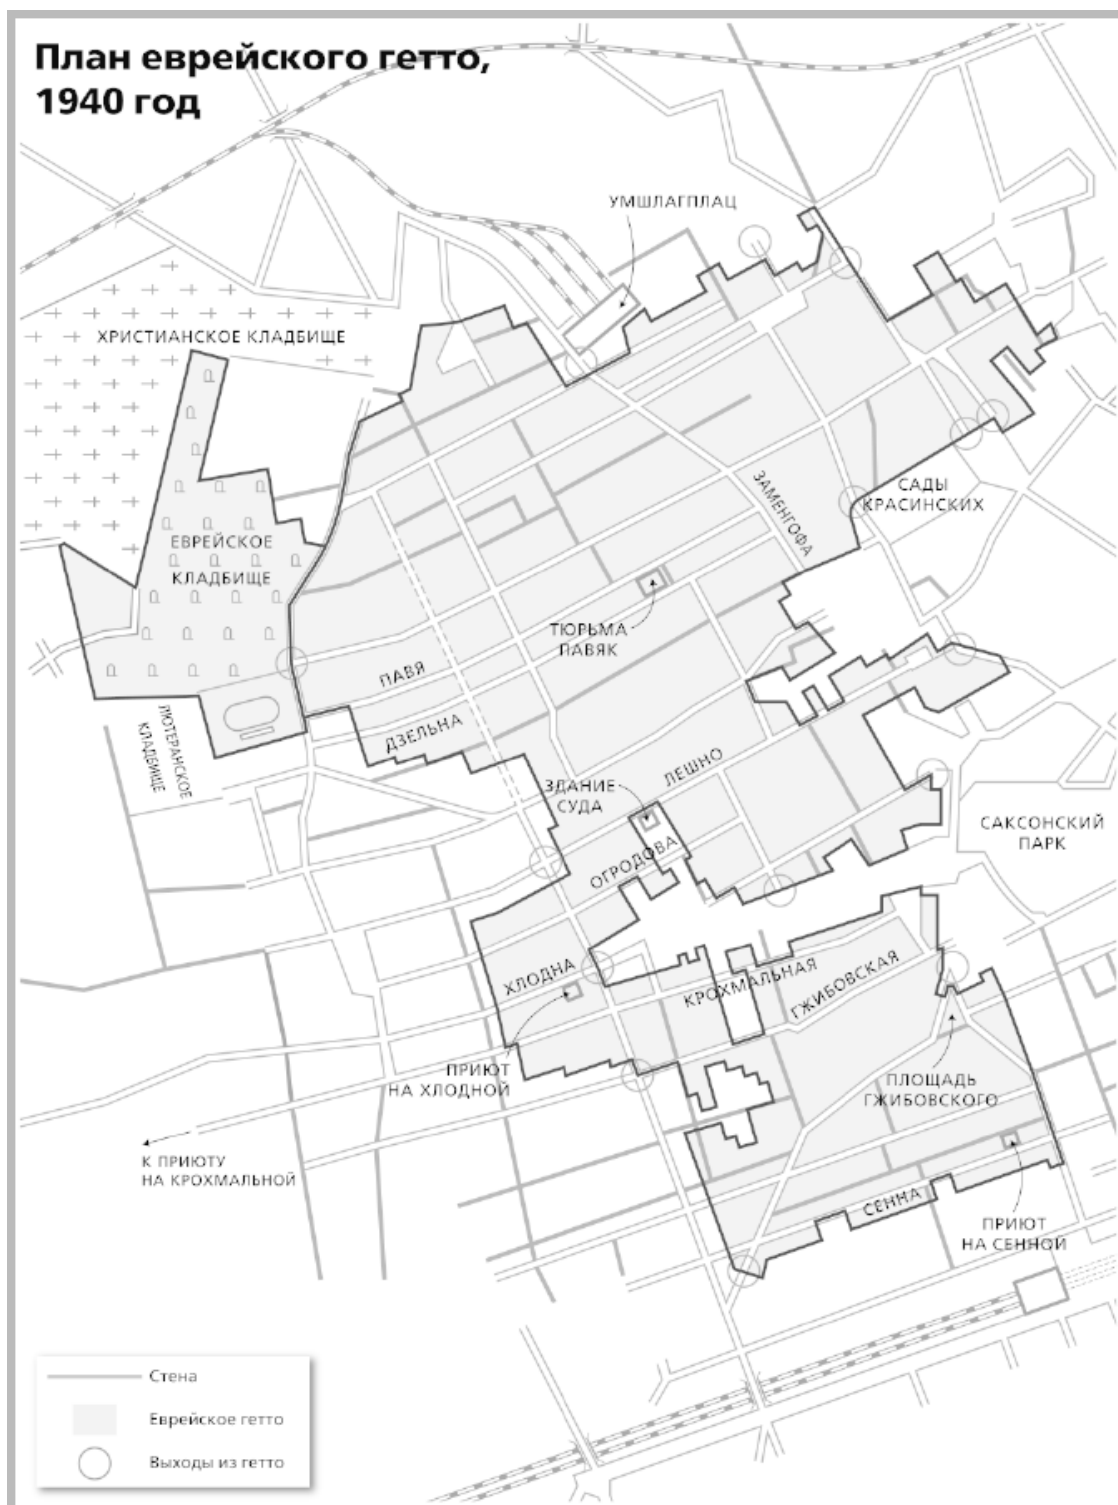 План еврейского гетто,
1940 год
УМШЛАГПЛАЦ
ХРИСТИАНСКОЕ КЛАДБИЩЕ
ЗАМЕНГОФА
САДЫ
КРАСИНСКИХ
ЕВРЕЙСКОЕ
КЛАДБИЩЕ
ТЮРЬМА
ПАВЯК
ПАВЯ
ДЗЕЛЬНА
ЛЮТЕРАНСКОЕ
КЛАДБИЩЕ
ЛЕШНО
ЗДАНИЕ
СУДА
САКСОНСКИЙ
ПАРК
ОГРОДОВА
ХЛОДНА
КРОХМАЛЬНАЯ
ГЖИБОВСКАЯ
ПРИЮТ
НА ХЛОДНОЙ
ПЛОЩАДЬ
ГЖИБОВСКОГО
К ПРИЮТУ
НА КРОХМАЛЬНОЙ
СЕННА
ПРИЮТ
НА СЕННОЙ
Стена
Еврейское гетто
Выходы из гетто